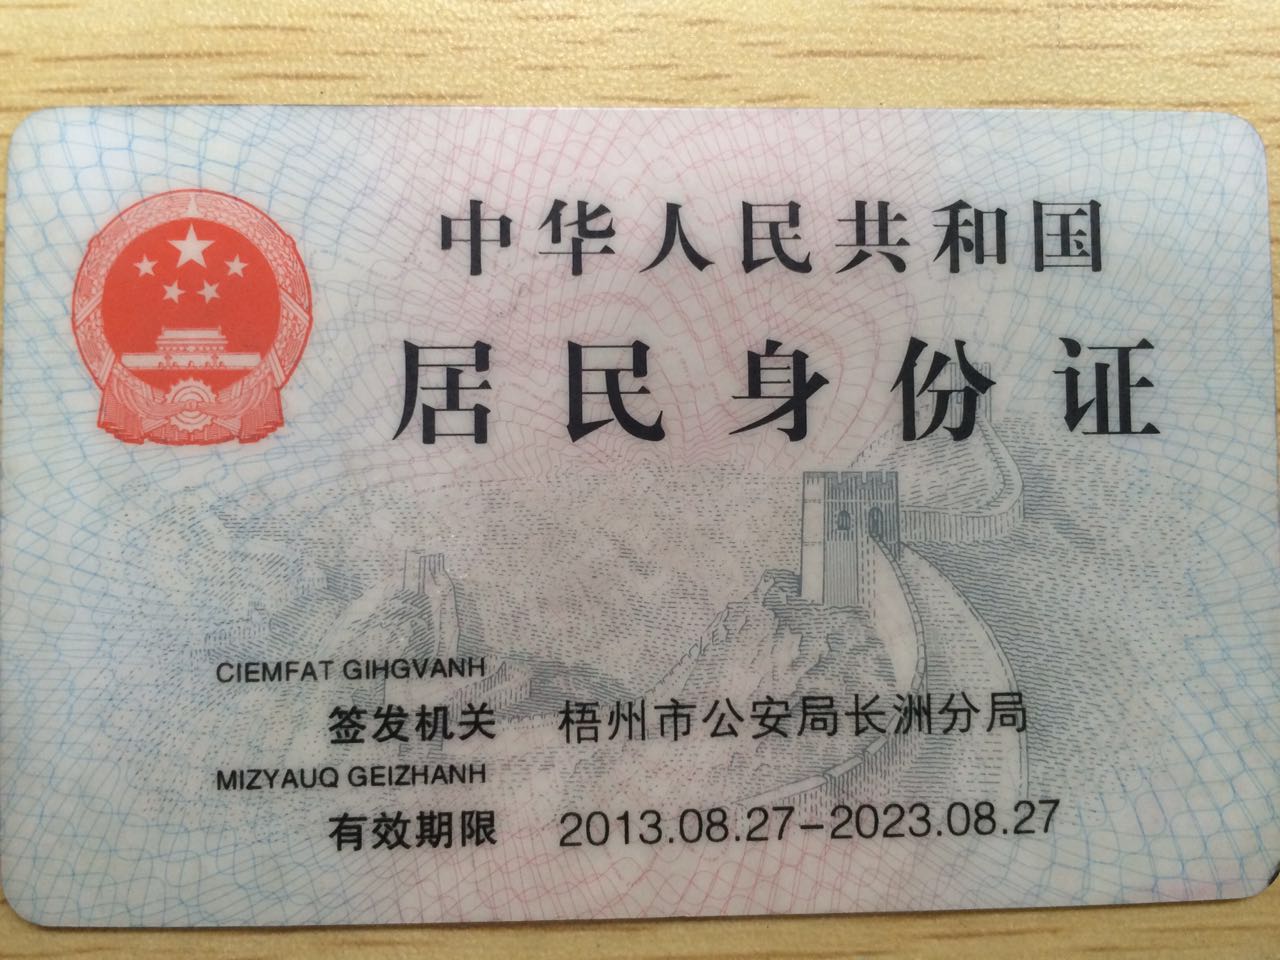 中华人民共和国
居民身份证
CIEMFAT GIHGVANH
签发机关 梧州市公安局长洲分局
MIZYAUQ GEIZHANH
有效期限 2013.08.27-2023.08.27